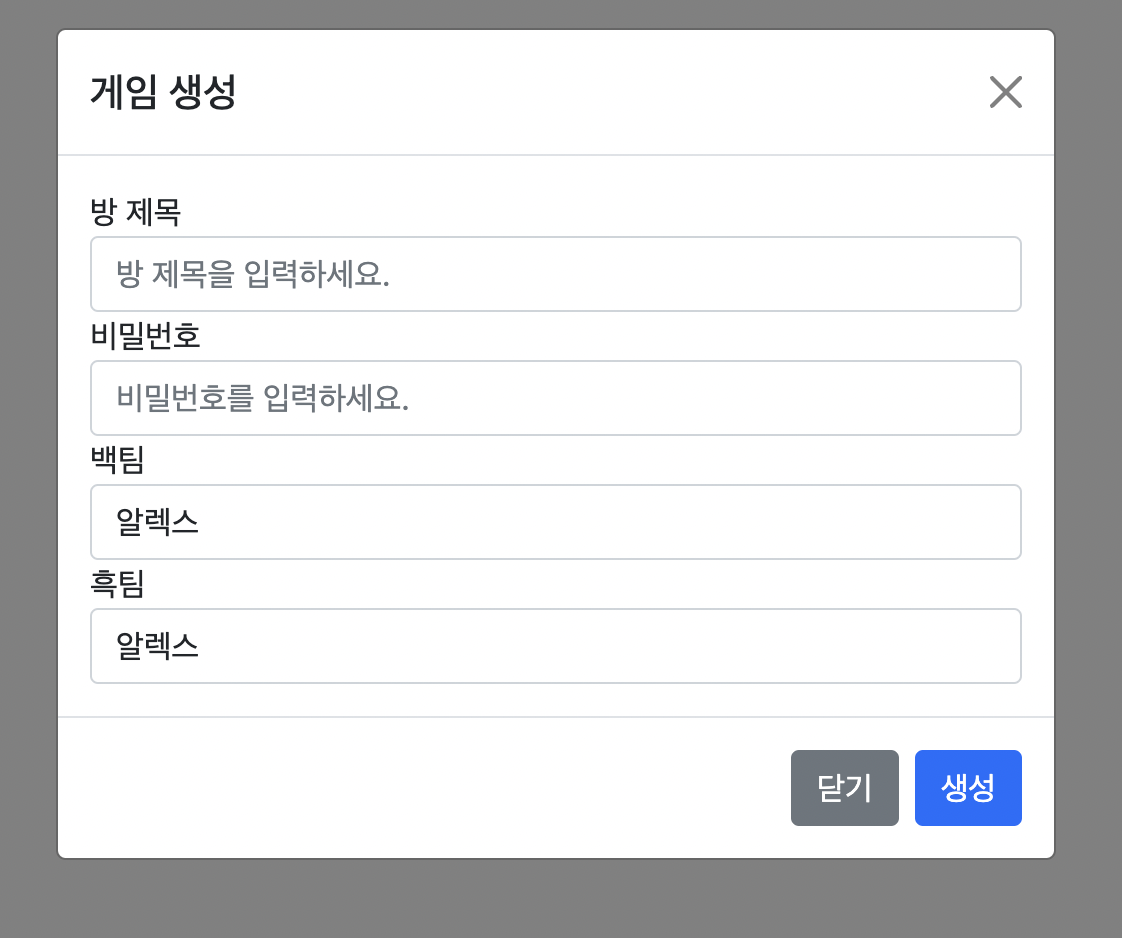 게임 생성
방 제목
방 제목을 입력하세요.
비밀번호
비밀번호를 입력하세요.
백팀
알렉스
흑팀
알렉스
닫기
생성